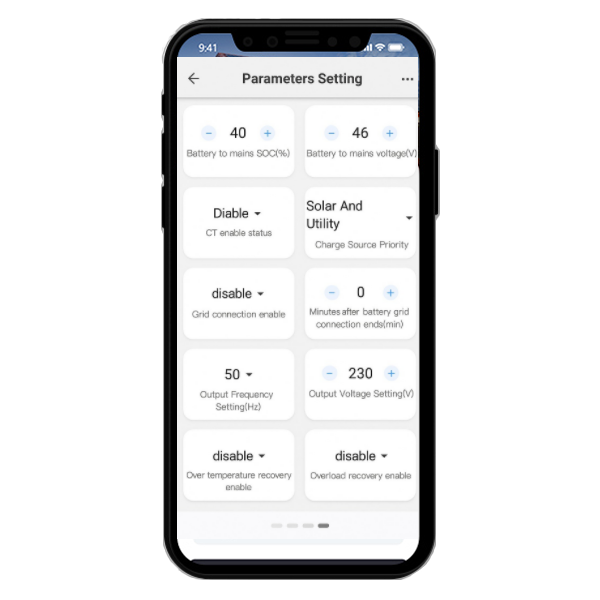 9:41
Parameters Setting
40
46
Battery to mains SOC(%)
Battery to mains voltage(V)
Diable
Solar And
Utility
CT enable status
Charge Source Priority
disable
0
Grid connection enable
Minutes after battery grid
connection ends(min)
50
230
Output Frequency
Setting(Hz)
Output Voltage Setting(V)
disable
disable
Over temperature recovery
enable
Overload recovery enable